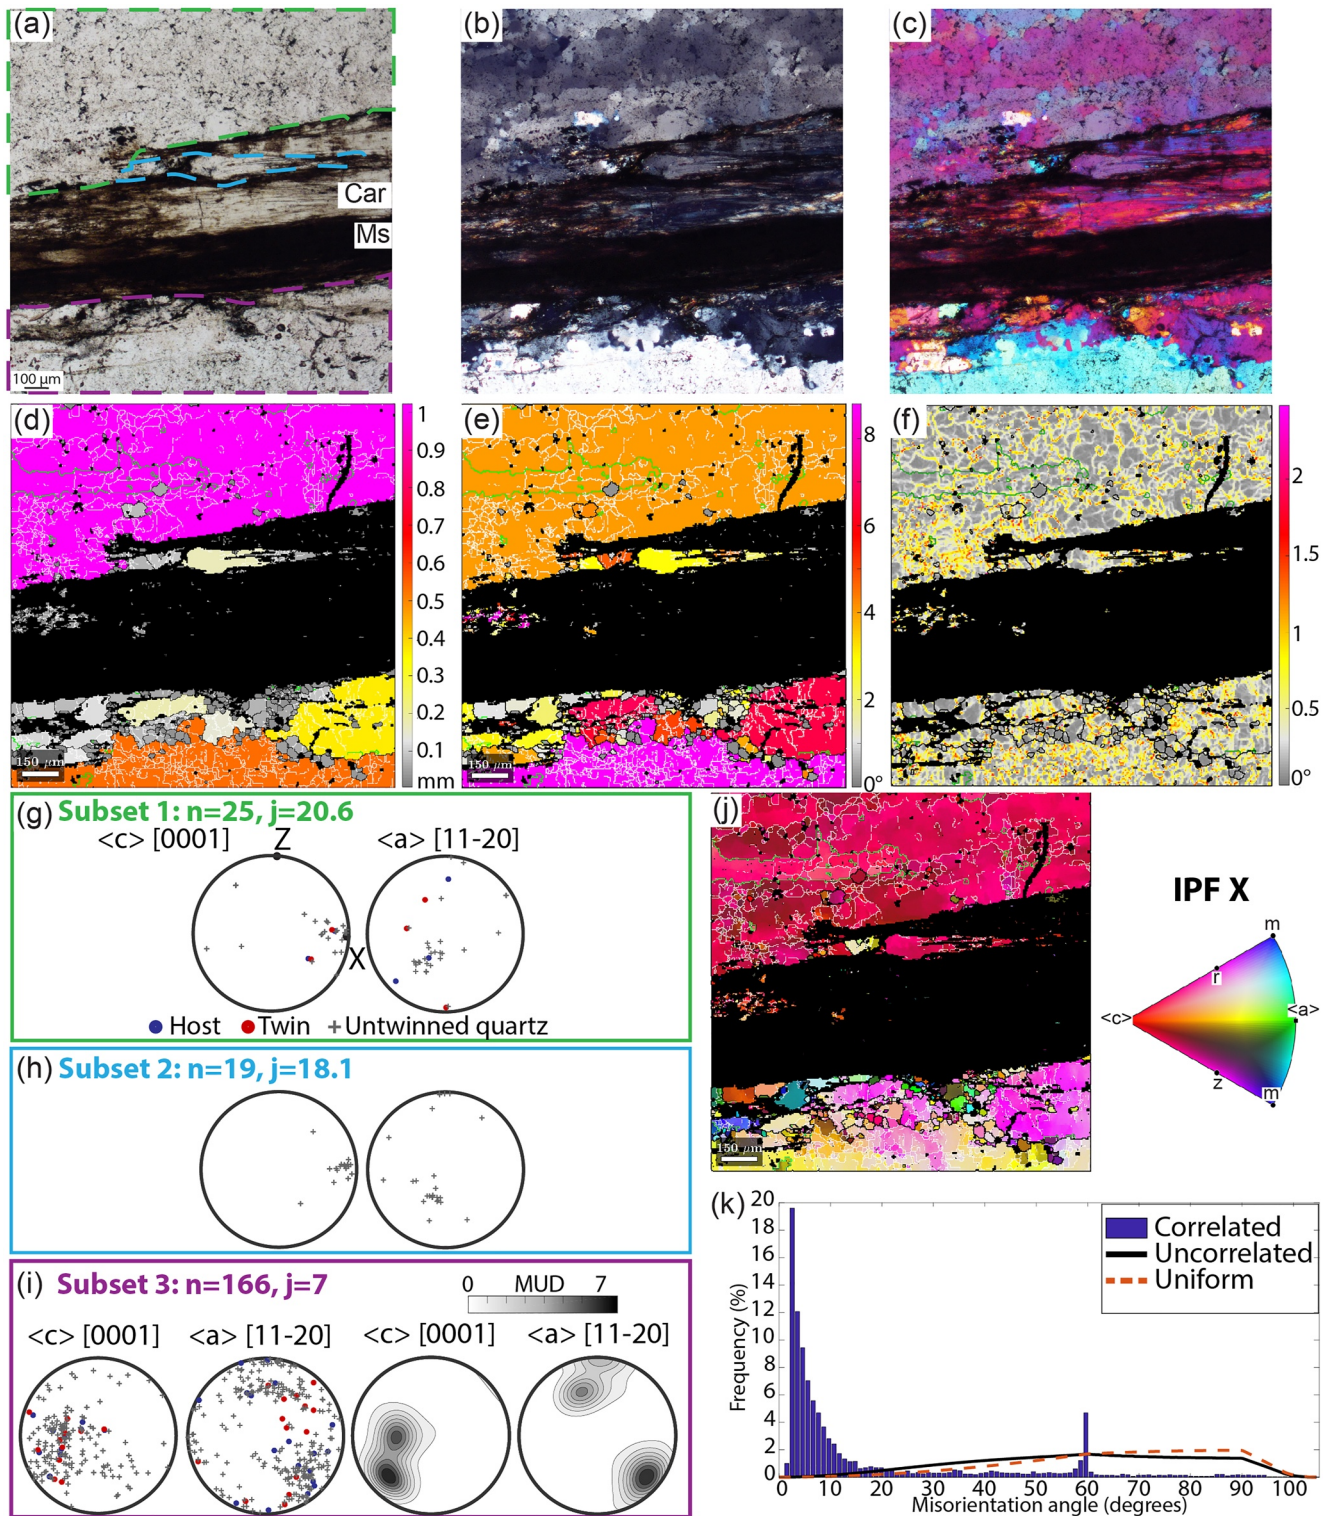 (a)
(b)
(c)
Car
Ms
100 µm
(d)
1
0.9
0.8
0.7
0.6
0.5
0.4
0.3
0.2
0.1
mm
150 µm
(e)
8
6
4
2
0°
150 µm
(f)
2
1.5
1
0.5
0°
(g) Subset 1: n=25, j=20.6
<c> [0001]
Z
<a> [11-20]
X
Host Twin +Untwinned quartz
(h) Subset 2: n=19, j=18.1
(i) Subset 3: n=166, j=7
0 MUD 7
<c> [0001] <a> [11-20] <c> [0001] <a> [11-20]
(j)
150 µm
IPF X
m
r
<c>
<a>
z
m
(k)
20
18
16
14
12
10
8
6
4
2
0
Frequency (%)
Correlated
Uncorrelated
Uniform
0 10 20 30 40 50 60 70 80 90 100
Misorientation angle (degrees)